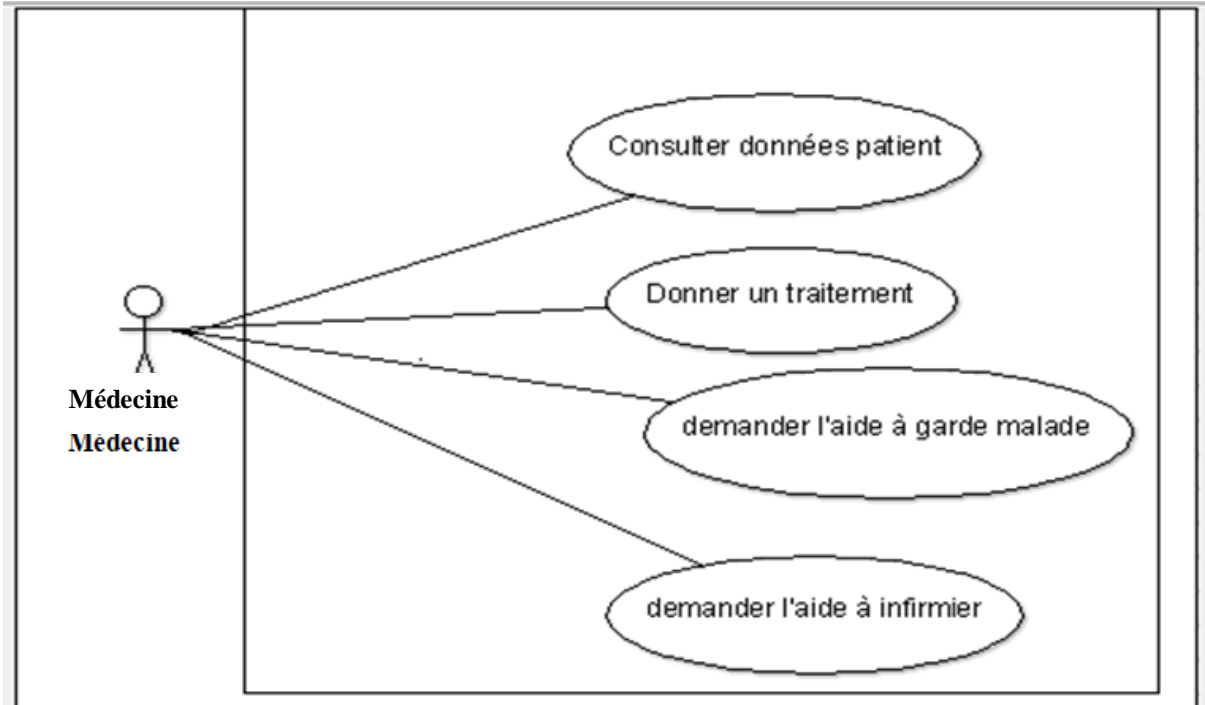 Consulter données patient
Donner un traitement
Médecine
Médecine
demander l'aide à garde malade
demander l'aide à infirmier